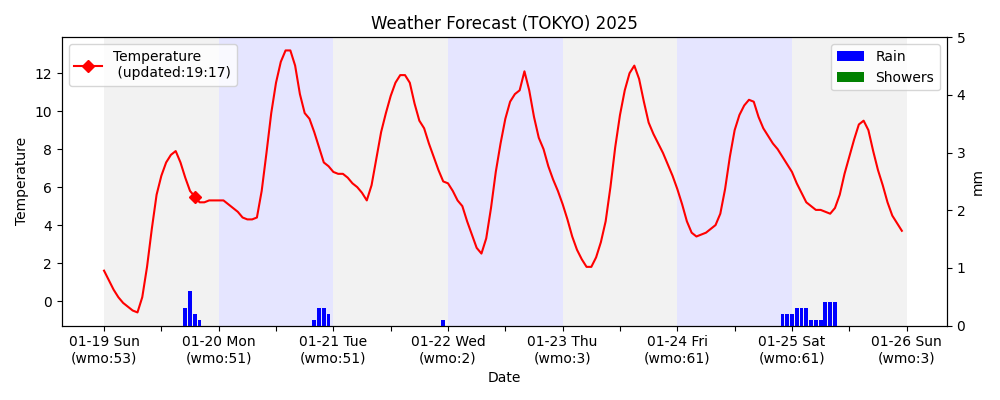 Weather Forecast (TOKYO) 2025
Temperature
(updated:19:17)
Rain
Showers
Temperature
12
10
8
6
4
2
0
5
4
3
2
1
0
mm
01-19 Sun
(wmo:53)
01-20 Mon
(wmo:51)
01-21 Tue
(wmo:51)
01-22 Wed
(wmo:2)
01-23 Thu
(wmo:3)
01-24 Fri
(wmo:61)
01-25 Sat
(wmo:61)
01-26 Sun
(wmo:3)
Date